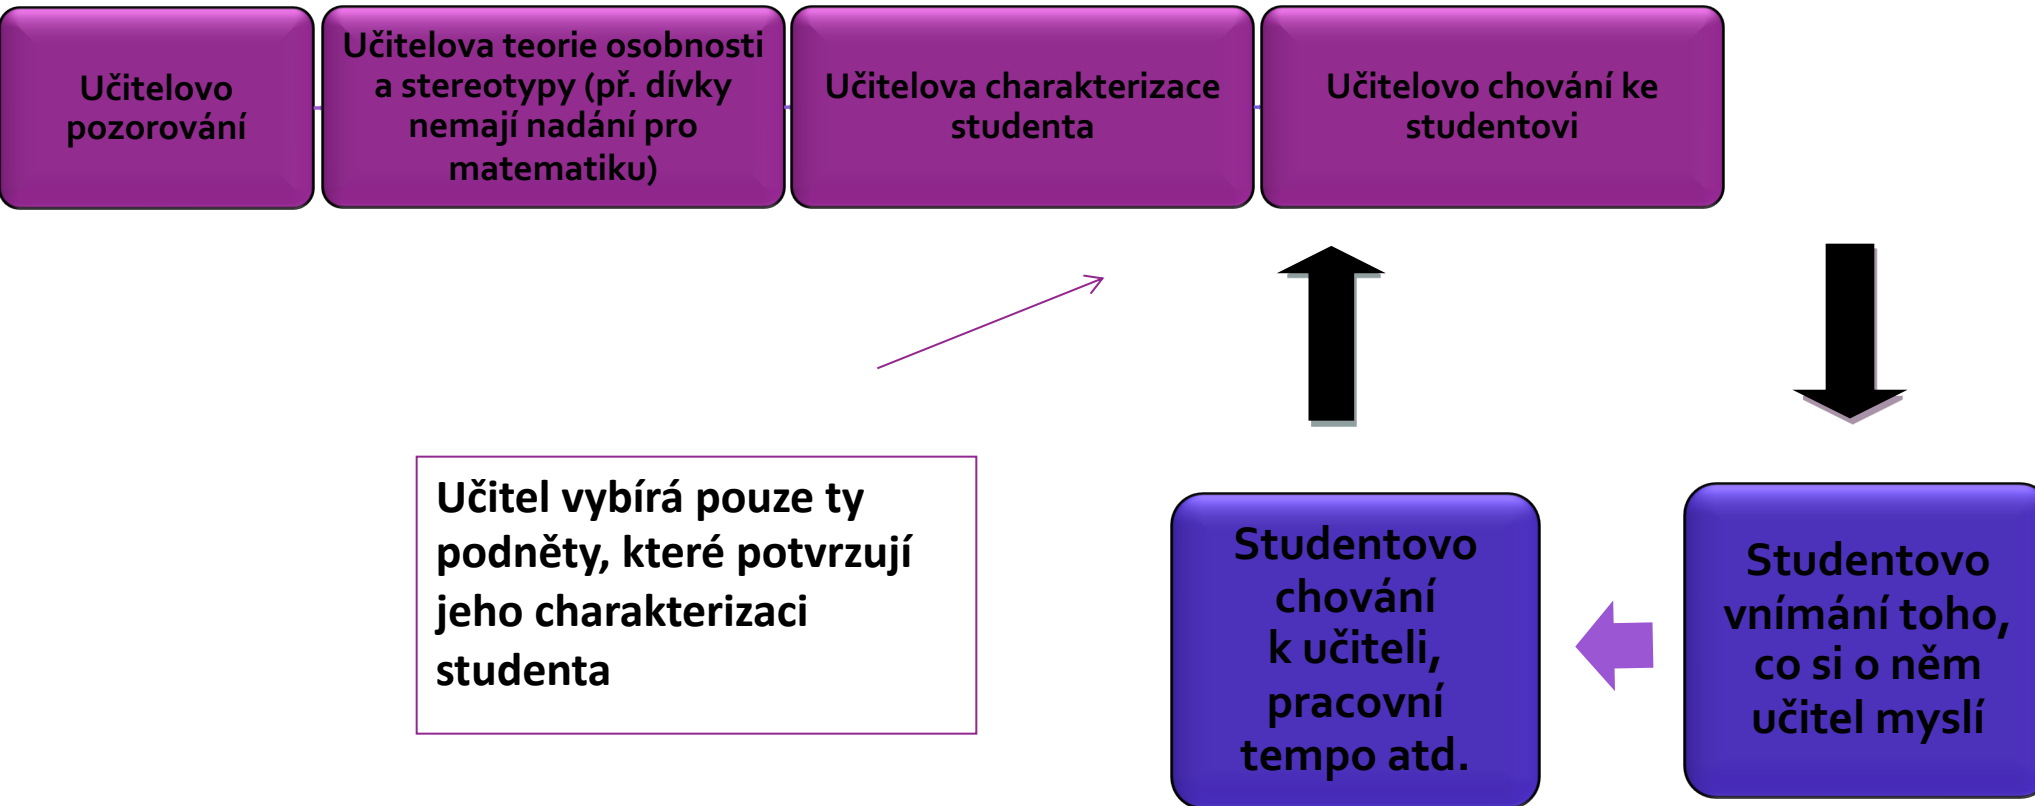 Učitelovo
pozorování
Učitelova teorie osobnosti
a stereotypy (př. dívky
nemají nadání pro
matematiku)
Učitelova charakterizace
studenta
Učitelovo chování ke
studentovi
Učitel vybírá pouze ty
podněty, které potvrzují
jeho charakterizaci
studenta
Studentovo
chování
k učiteli,
pracovní
tempo atd.
Studentovo
vnímání toho,
co si o něm
učitel myslí